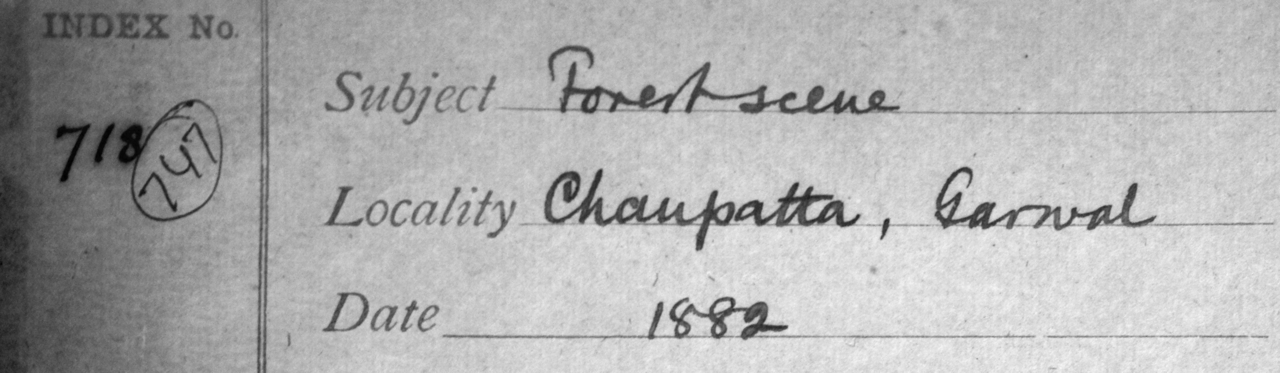 INDEX No.
718 747
Subject Forest scene
Locality Chaupatta, Garwal
Date 1882